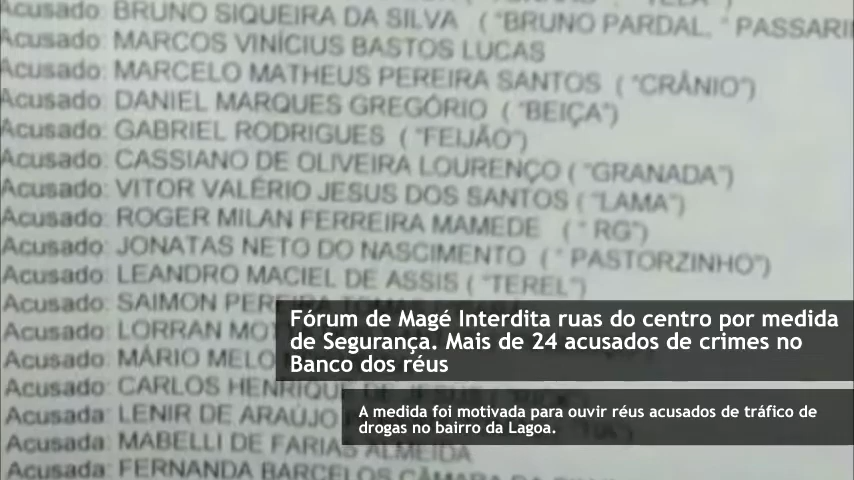 Acusado: BRUNO SIQUEIRA DA SILVA ( "BRUNO PARDAL, "
Acusado: MARCOS VINÍCIUS BASTOS LUCAS
Acusado: MARCELO MATHEUS PEREIRA SANTOS ( "CRÂNIO")
Acusado: DANIEL MARQUES GREGÓRIO ( "BEIÇA")
Acusado: GABRIEL RODRIGUES ( "FEIJÃO")
Acusado: CASSIANO DE OLIVEIRA LOURENÇO ( "GRANADA")
Acusado: VITOR VALÉRIO JESUS DOS SANTOS ( "LAMA")
Acusado: ROGER MILAN FERREIRA MAMEDE ( " RG")
Acusado: JONATAS NETO DO NASCIMENTO ( " PASTORZINHO")
Acusado: LEANDRO MACIEL DE ASSIS ( "TEREL")
Acusado: SAIMON
Acusado: LORRAN
Acusado: MÁRIO MELO
Acusado: CARLOS HENRIQUE DE JESUS
Acusada: LENIR DE ARAÚJO
Acusada: MABELLI DE FARIAS ALMEIDA
Acusada: FERNANDA BARCELOS CÂMARA
Fórum de Magé Interdita ruas do centro por medida
de Segurança. Mais de 24 acusados de crimes no
Banco dos réus
A medida foi motivada para ouvir réus acusados de tráfico de
drogas no bairro da Lagoa.